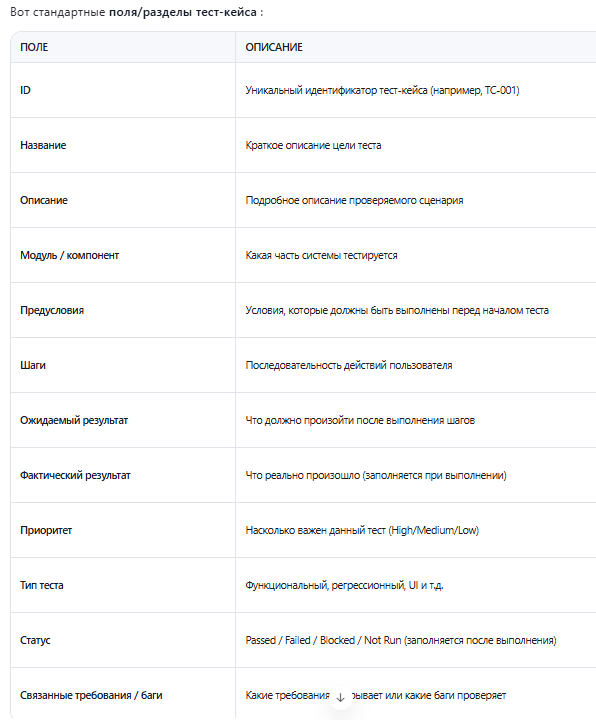 Вот стандартные поля/разделы тест-кейса :
ПОЛЕ ОПИСАНИЕ
ID Уникальный идентификатор тест-кейса (например, TC-001)
Название Краткое описание цели теста
Описание Подробное описание проверяемого сценария
Модуль / компонент Какая часть системы тестируется
Предусловия Условия, которые должны быть выполнены перед началом теста
Шаги Последовательность действий пользователя
Ожидаемый результат Что должно произойти после выполнения шагов
Фактический результат Что реально произошло (заполняется при выполнении)
Приоритет Насколько важен данный тест (High/Medium/Low)
Тип теста Функциональный, регрессионный, UI и т.д.
Статус Passed / Failed / Blocked / Not Run (заполняется после выполнения)
Связанные требования / баги Какие требования или какие баги проверяет